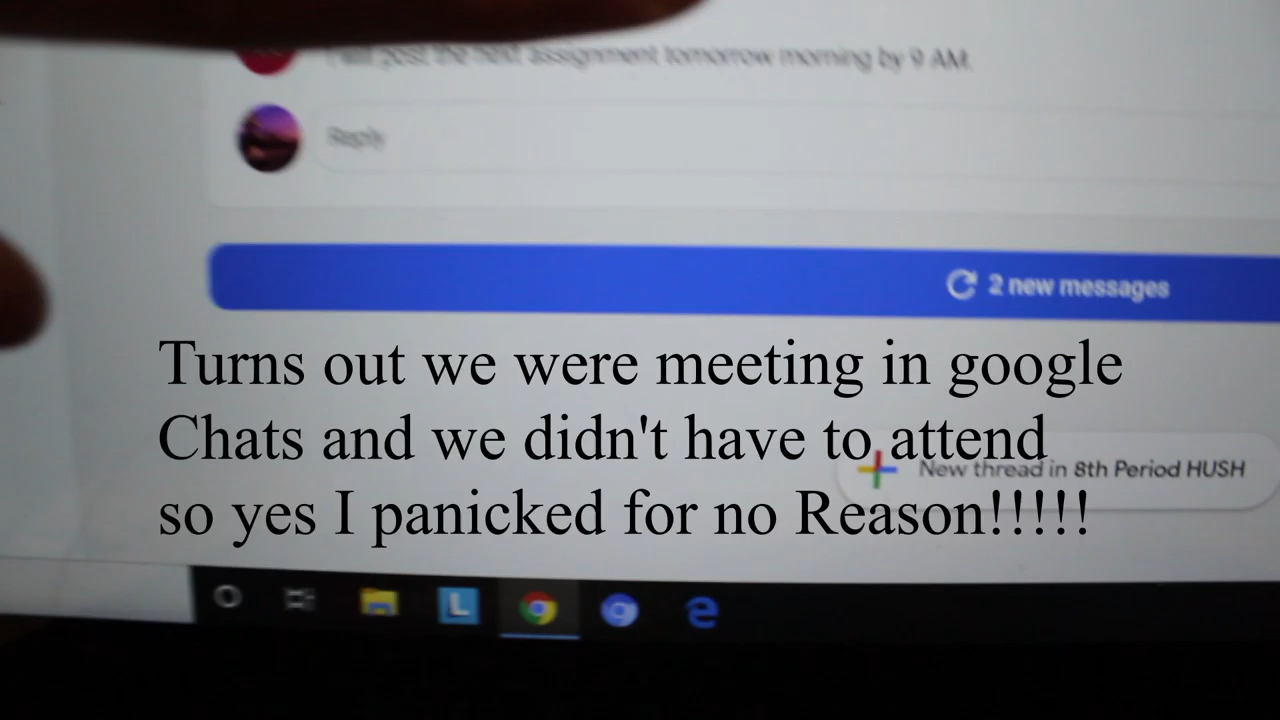 I will post the next assignment tomorrow morning by 9 AM.
Reply
2 new messages
Turns out we were meeting in google
Chats and we didn't have to attend
New thread in 8th Period HUSH
so yes I panicked for no Reason!!!!!
L